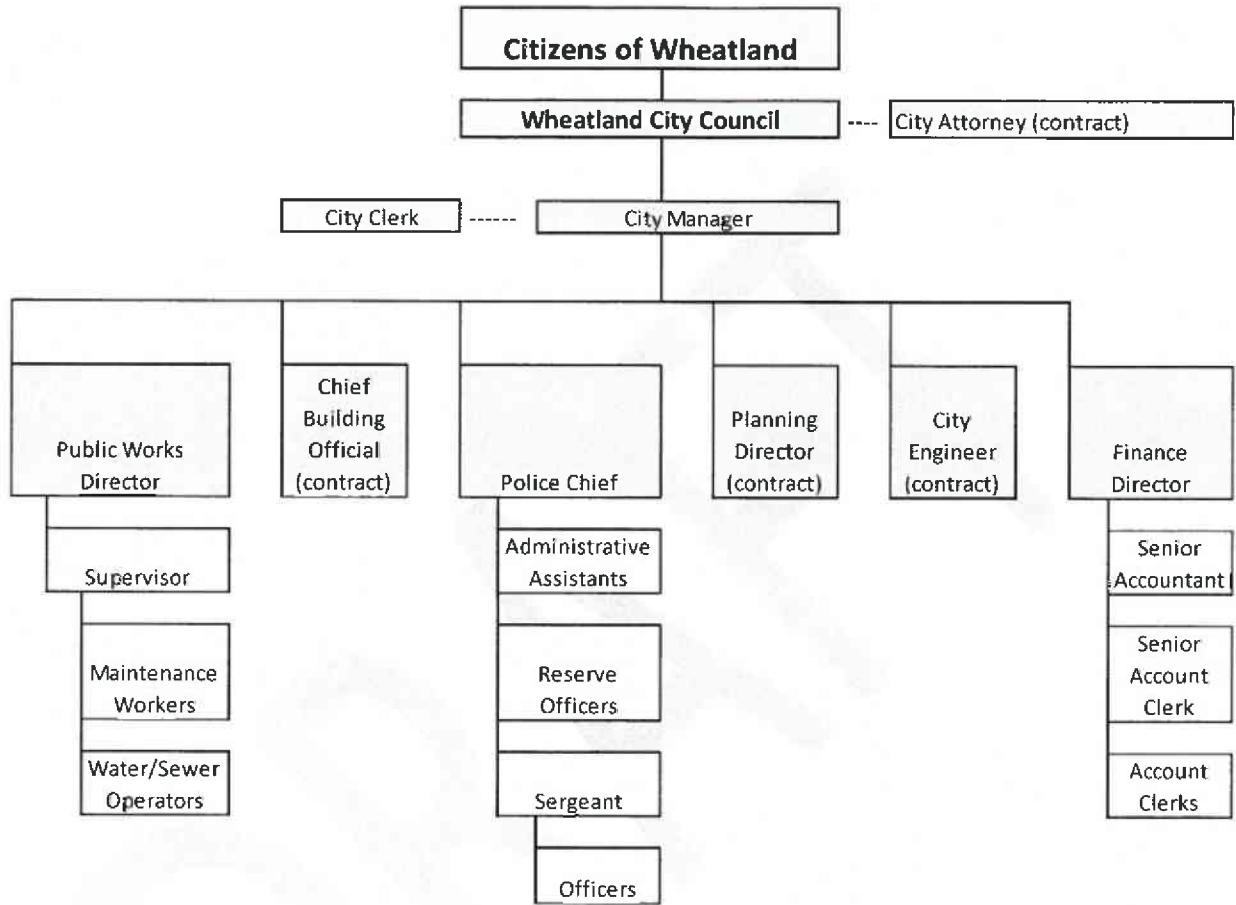 Citizens of Wheatland
Wheatland City Council
City Attorney (contract)
City Clerk
City Manager
Public Works
Director
Chief
Building
Official
(contract)
Police Chief
Planning
Director
(contract)
City
Engineer
(contract)
Finance
Director
Supervisor
Maintenance
Workers
Water/Sewer
Operators
Administrative
Assistants
Reserve
Officers
Sergeant
Officers
Senior
Accountant
Senior
Account
Clerk
Account
Clerks